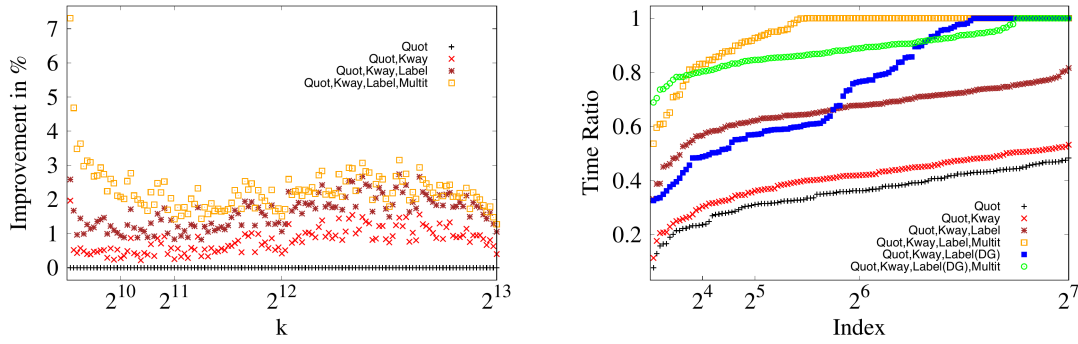 Improvement in %
7
6
5
4
3
2
1
0
2^10
2^11
2^12
2^13
k
Quot
Quot,Kway
Quot,Kway,Label
Quot,Kway,Label,Multit
Time Ratio
1
0.8
0.6
0.4
0.2
2^4
2^5
2^6
2^7
Index
Quot
Quot,Kway
Quot,Kway,Label
Quot,Kway,Label,Multit
Quot,Kway,Label(DG)
Quot,Kway,Label(DG),Multit